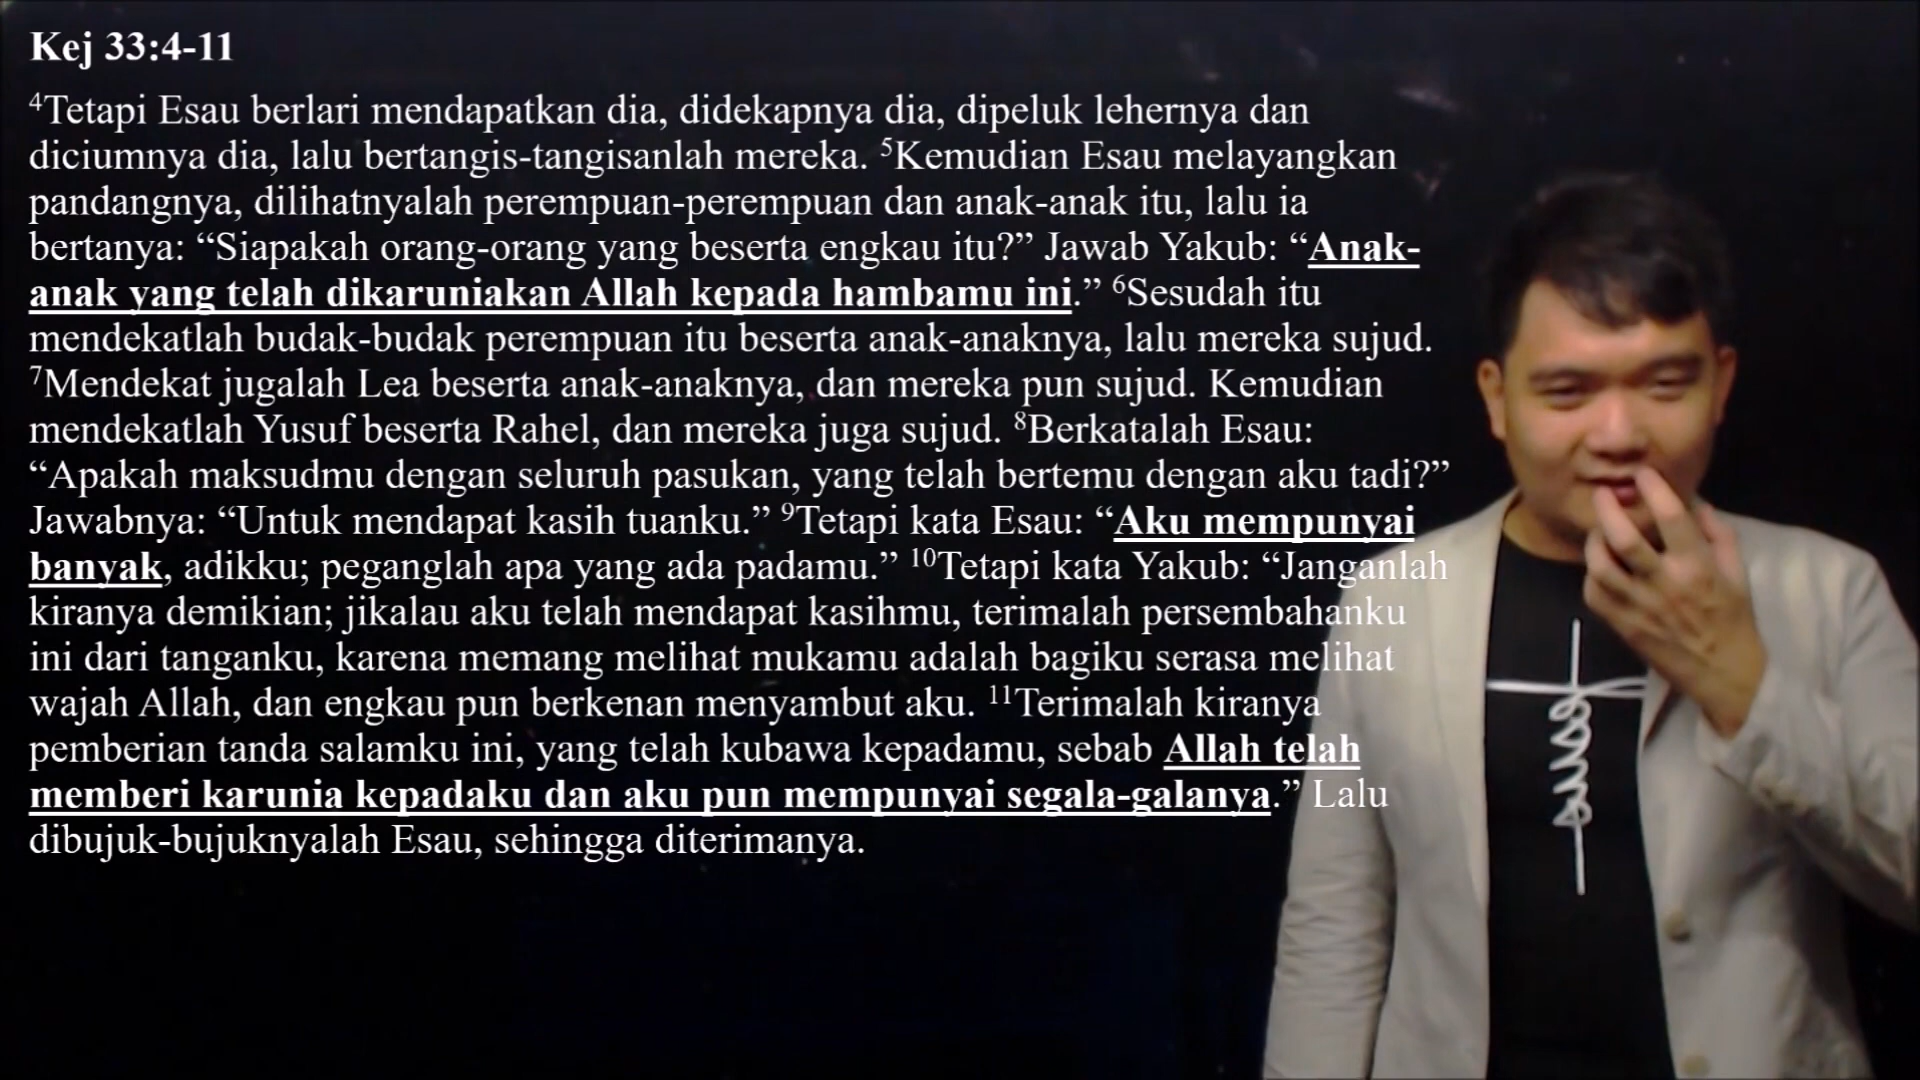 Kej 33:4-11
⁴Tetapi Esau berlari mendapatkan dia, didekapnya dia, dipeluk lehernya dan
diciumnya dia, lalu bertangis-tangisanlah mereka. ⁵Kemudian Esau melayangkan
pandangnya, dilihatnyalah perempuan-perempuan dan anak-anak itu, lalu ia
bertanya: “Siapakah orang-orang yang beserta engkau itu?” Jawab Yakub: “Anak-
anak yang telah dikaruniakan Allah kepada hambamu ini.” ⁶Sesudah itu
mendekatlah budak-budak perempuan itu beserta anak-anaknya, lalu mereka sujud.
⁷Mendekat jugalah Lea beserta anak-anaknya, dan mereka pun sujud. Kemudian
mendekatlah Yusuf beserta Rahel, dan mereka juga sujud. ⁸Berkatalah Esau:
“Apakah maksudmu dengan seluruh pasukan, yang telah bertemu dengan aku tadi?”
Jawabnya: “Untuk mendapat kasih tuanku.” ⁹Tetapi kata Esau: “Aku mempunyai
banyak, adikku; peganglah apa yang ada padamu.” ¹⁰Tetapi kata Yakub: “Janganlah
kiranya demikian; jikalau aku telah mendapat kasihmu, terimalah persembahanku
ini dari tanganku, karena memang melihat mukamu adalah bagiku serasa melihat
wajah Allah, dan engkau pun berkenan menyambut aku. ¹¹Terimalah kiranya
pemberian tanda salamku ini, yang telah kubawa kepadamu, sebab Allah telah
memberi karunia kepadaku dan aku pun mempunyai segala-galanya.” Lalu
dibujuk-bujuknyalah Esau, sehingga diterimanya.